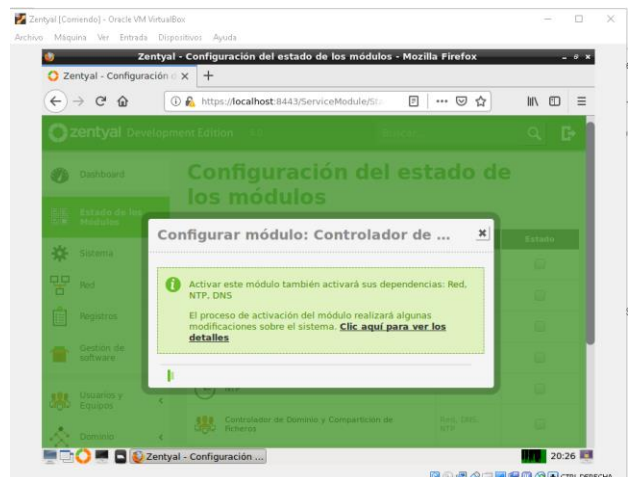 Zentyal [Corriendo] - Oracle VM VirtualBox
Archivo Máquina Ver Entrada Dispositivos Ayuda
Zentyal - Configuración del estado de los módulos - Mozilla Firefox
Zentyal - Configuración d
https://localhost:8443/ServiceModule/St
zentyal Development Edition
Buscar...
Dashboard
Configuración del estado de
los módulos
Estado de los
Módulos
Configurar módulo: Controlador de ...
Estado
Sistema
Activar este módulo también activará sus dependencias: Red,
NTP, DNS
Red
El proceso de activación del módulo realizará algunas
modificaciones sobre el sistema. Clic aquí para ver los
detalles
Registros
Gestión de
software
NTP
Usuarios y
Equipos
Controlador de Dominio y Compartición de
ficheros
Red, DNS,
NTP
Dominio
Zentyal - Configuración ...
20:26
CTRL DERECHA